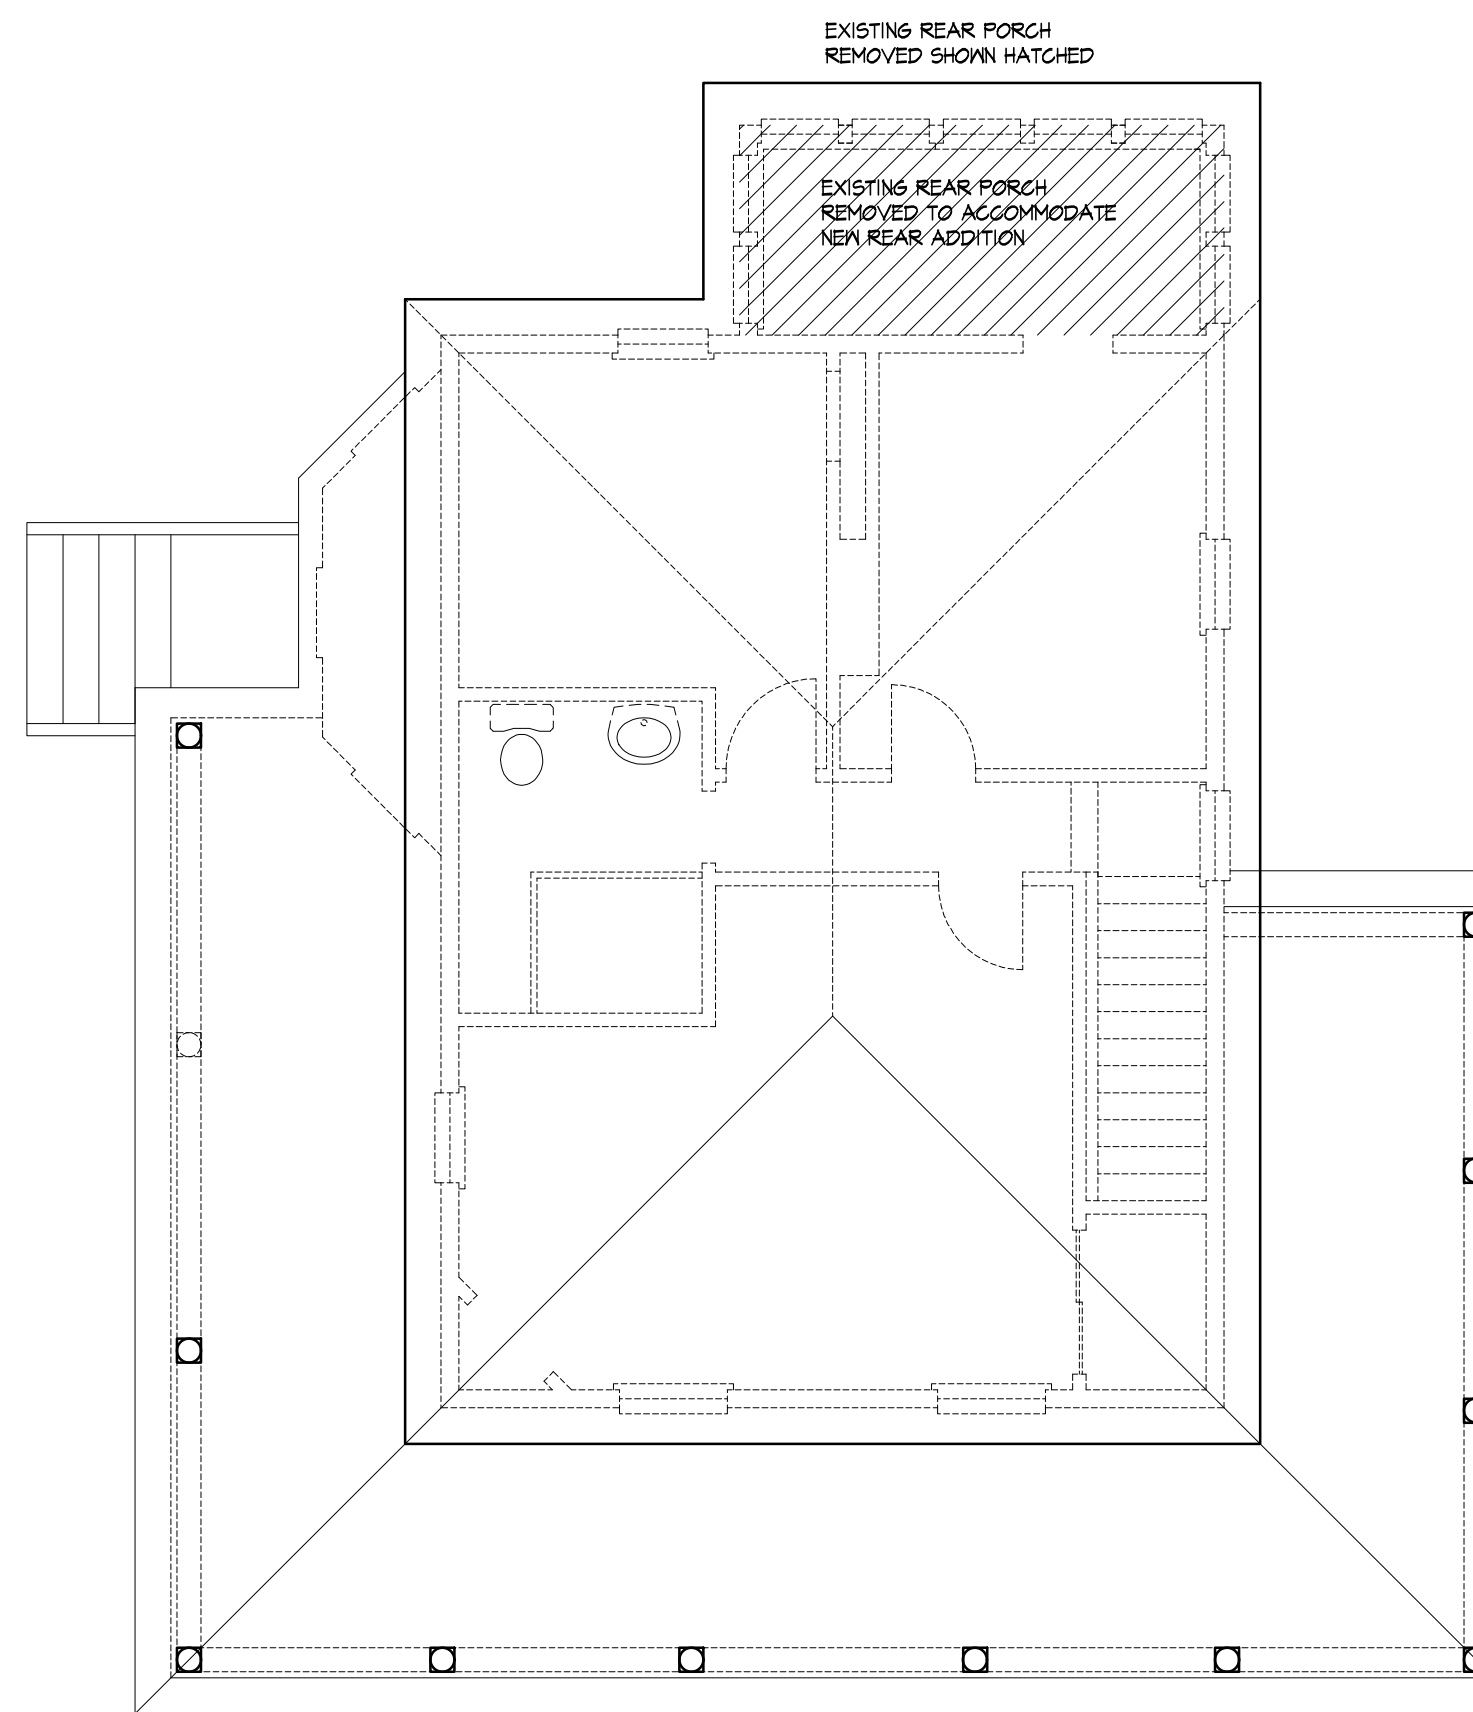 EXISTING REAR PORCH
REMOVED SHOWN HATCHED
EXISTING REAR PORCH
REMOVED TO ACCOMMODATE
NEW REAR ADDITION